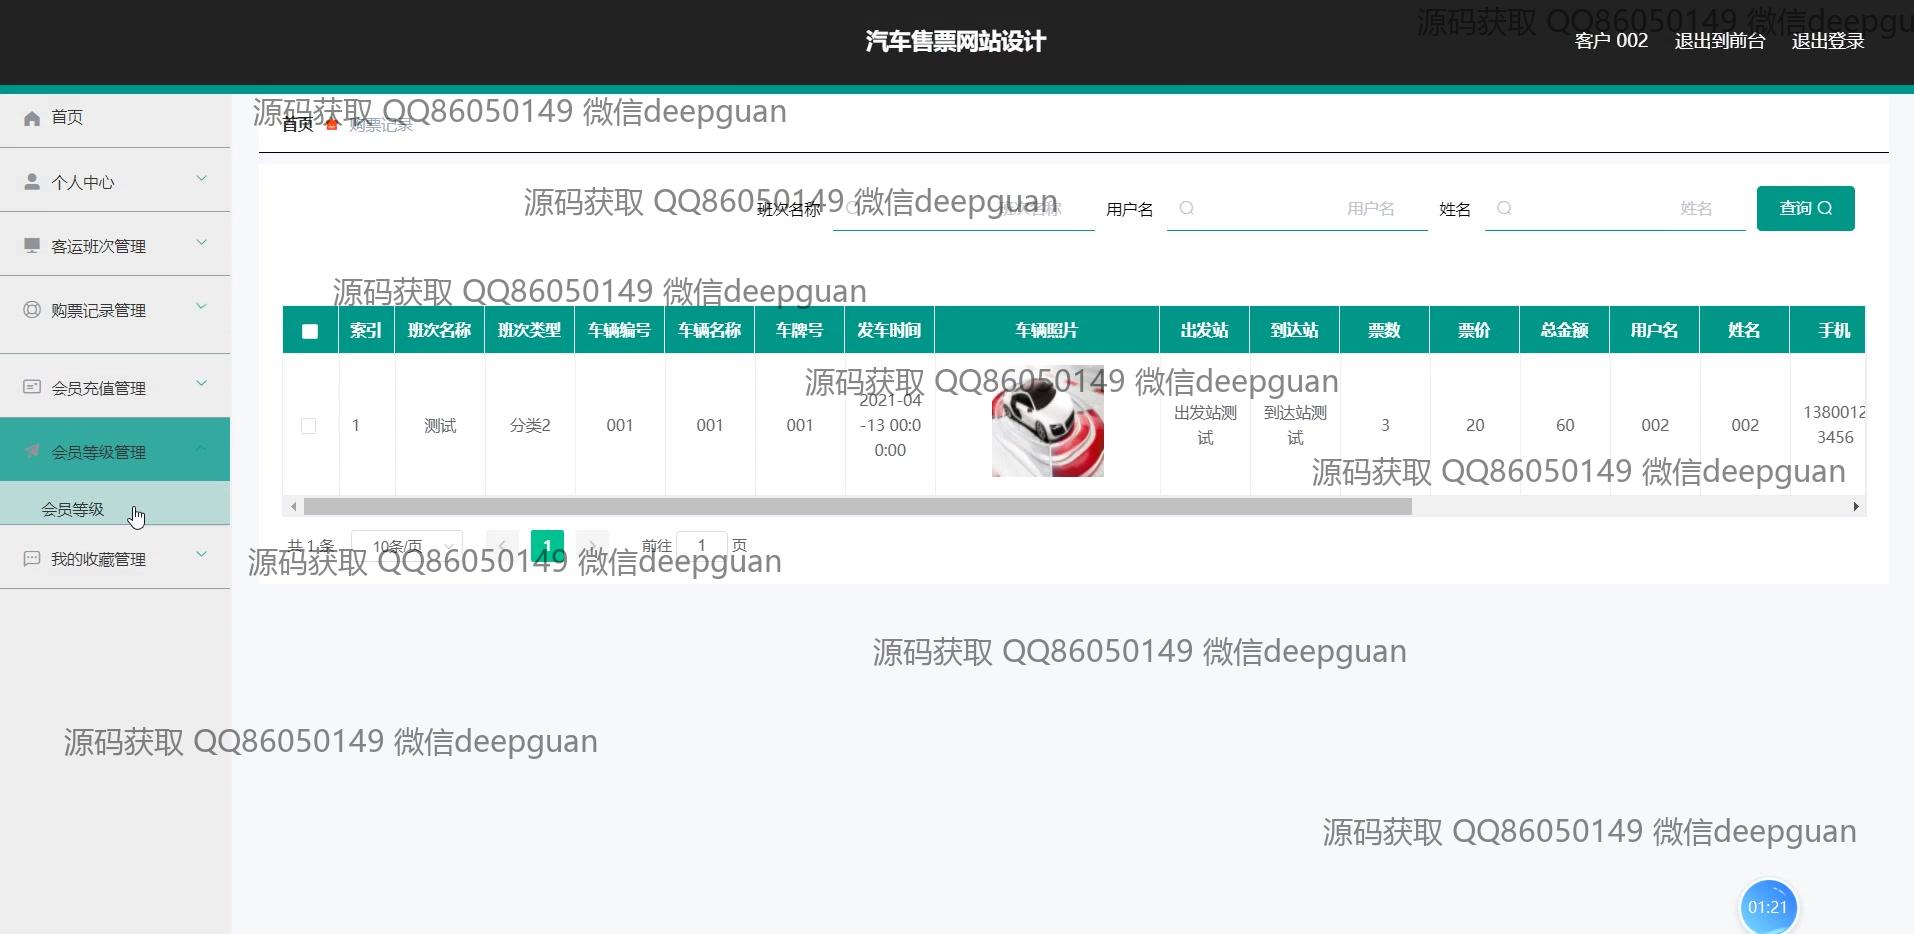 汽车售票网站设计
源码获取 QQ86050149 微信deepgu
客户 002 退出到前台 退出登录
首页
个人中心
客运班次管理
购票记录管理
会员充值管理
会员等级管理
会员等级
我的收藏管理
源码获取 QQ86050149 微信deepguan
首页 购票记录
源码获取 QQ86050149 微信deepguan
班次名称 班次名称 用户名 用户名 姓名 姓名 查询
源码获取 QQ86050149 微信deepguan
索引 班次名称 班次类型 车辆编号 车辆名称 车牌号 发车时间 车辆照片 出发站 到达站 票数 票价 总金额 用户名 姓名 手机
源码获取 QQ86050149 微信deepguan
1 测试 分类2 001 001 001 2021-04-13 00:00:00 出发站测试 到达站测试 3 20 60 002 002 13800123456
源码获取 QQ86050149 微信deepguan
共 1 条 10条/页 1 前往 1 页
源码获取 QQ86050149 微信deepguan
源码获取 QQ86050149 微信deepguan
源码获取 QQ86050149 微信deepguan
源码获取 QQ86050149 微信deepguan
01:21